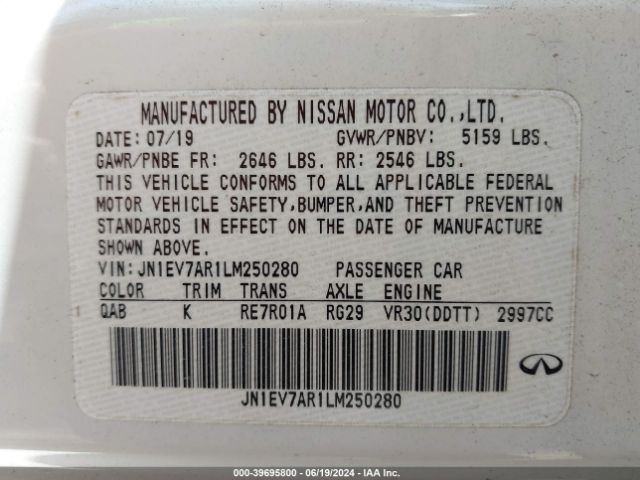 MANUFACTURED BY NISSAN MOTOR CO.,LTD.
DATE: 07/19 GVWR/PNBV: 5159 LBS.
GAWR/PNBE FR: 2646 LBS. RR: 2546 LBS.
THIS VEHICLE CONFORMS TO ALL APPLICABLE FEDERAL
MOTOR VEHICLE SAFETY,BUMPER,AND THEFT PREVENTION
STANDARDS IN EFFECT ON THE DATE OF MANUFACTURE
SHOWN ABOVE.
VIN: JN1EV7AR1LM250280 PASSENGER CAR
COLOR TRIM TRANS AXLE ENGINE
QAB K RE7R01A RG29 VR30(DDTT) 2997CC
JN1EV7AR1LM250280
000-39695800 - 06/19/2024 - IAA Inc.